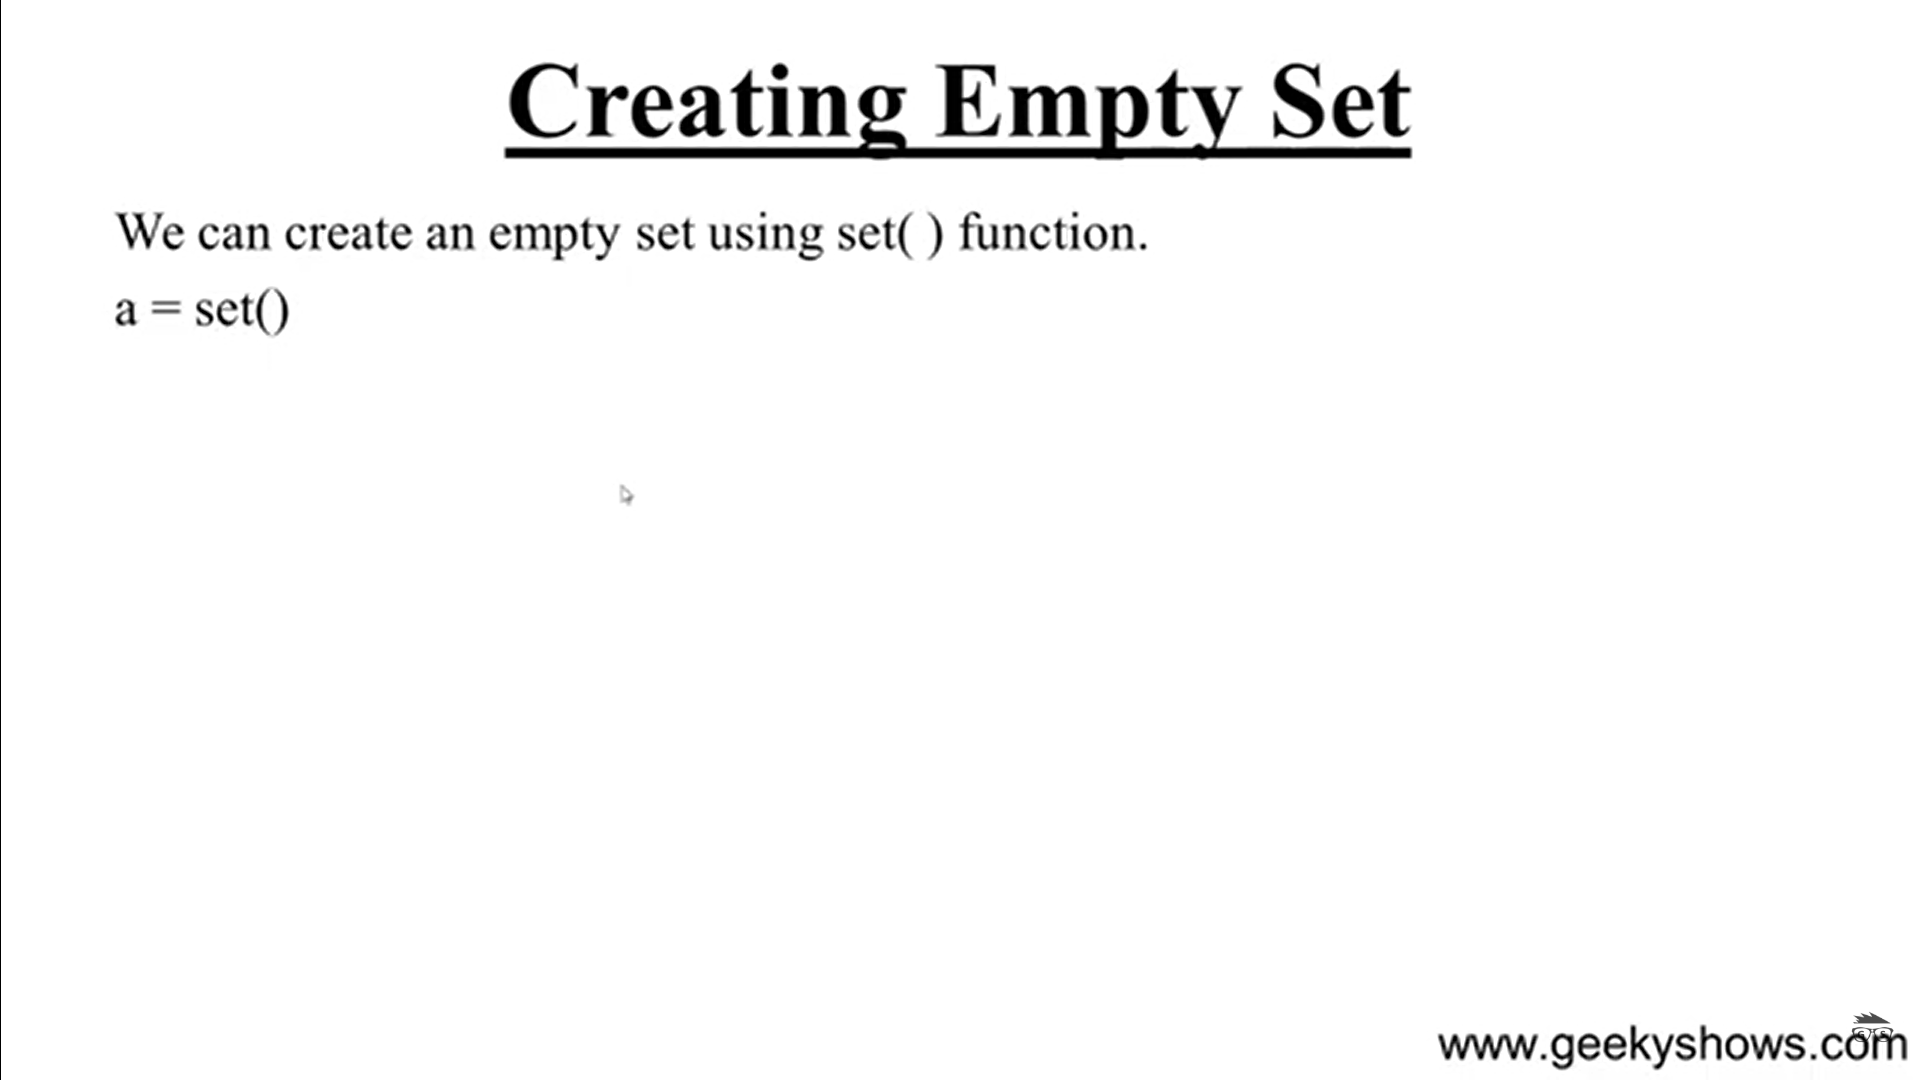 Creating Empty Set
We can create an empty set using set( ) function.
a = set()
www.geekyshows.com